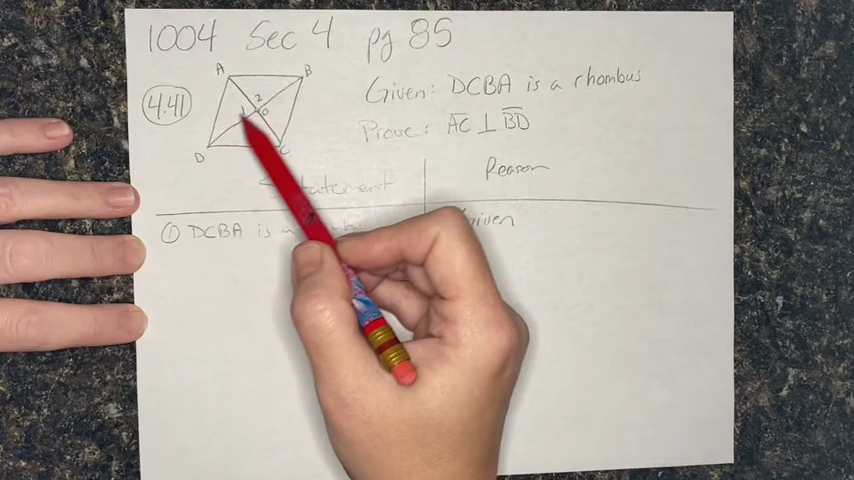 1004 Sec 4 pg 85
4.41
A B
Given: DCBA is a rhombus
2
1 O
Prove: AC ⊥ BD
D C
Statement Reason
① DCBA is a Given